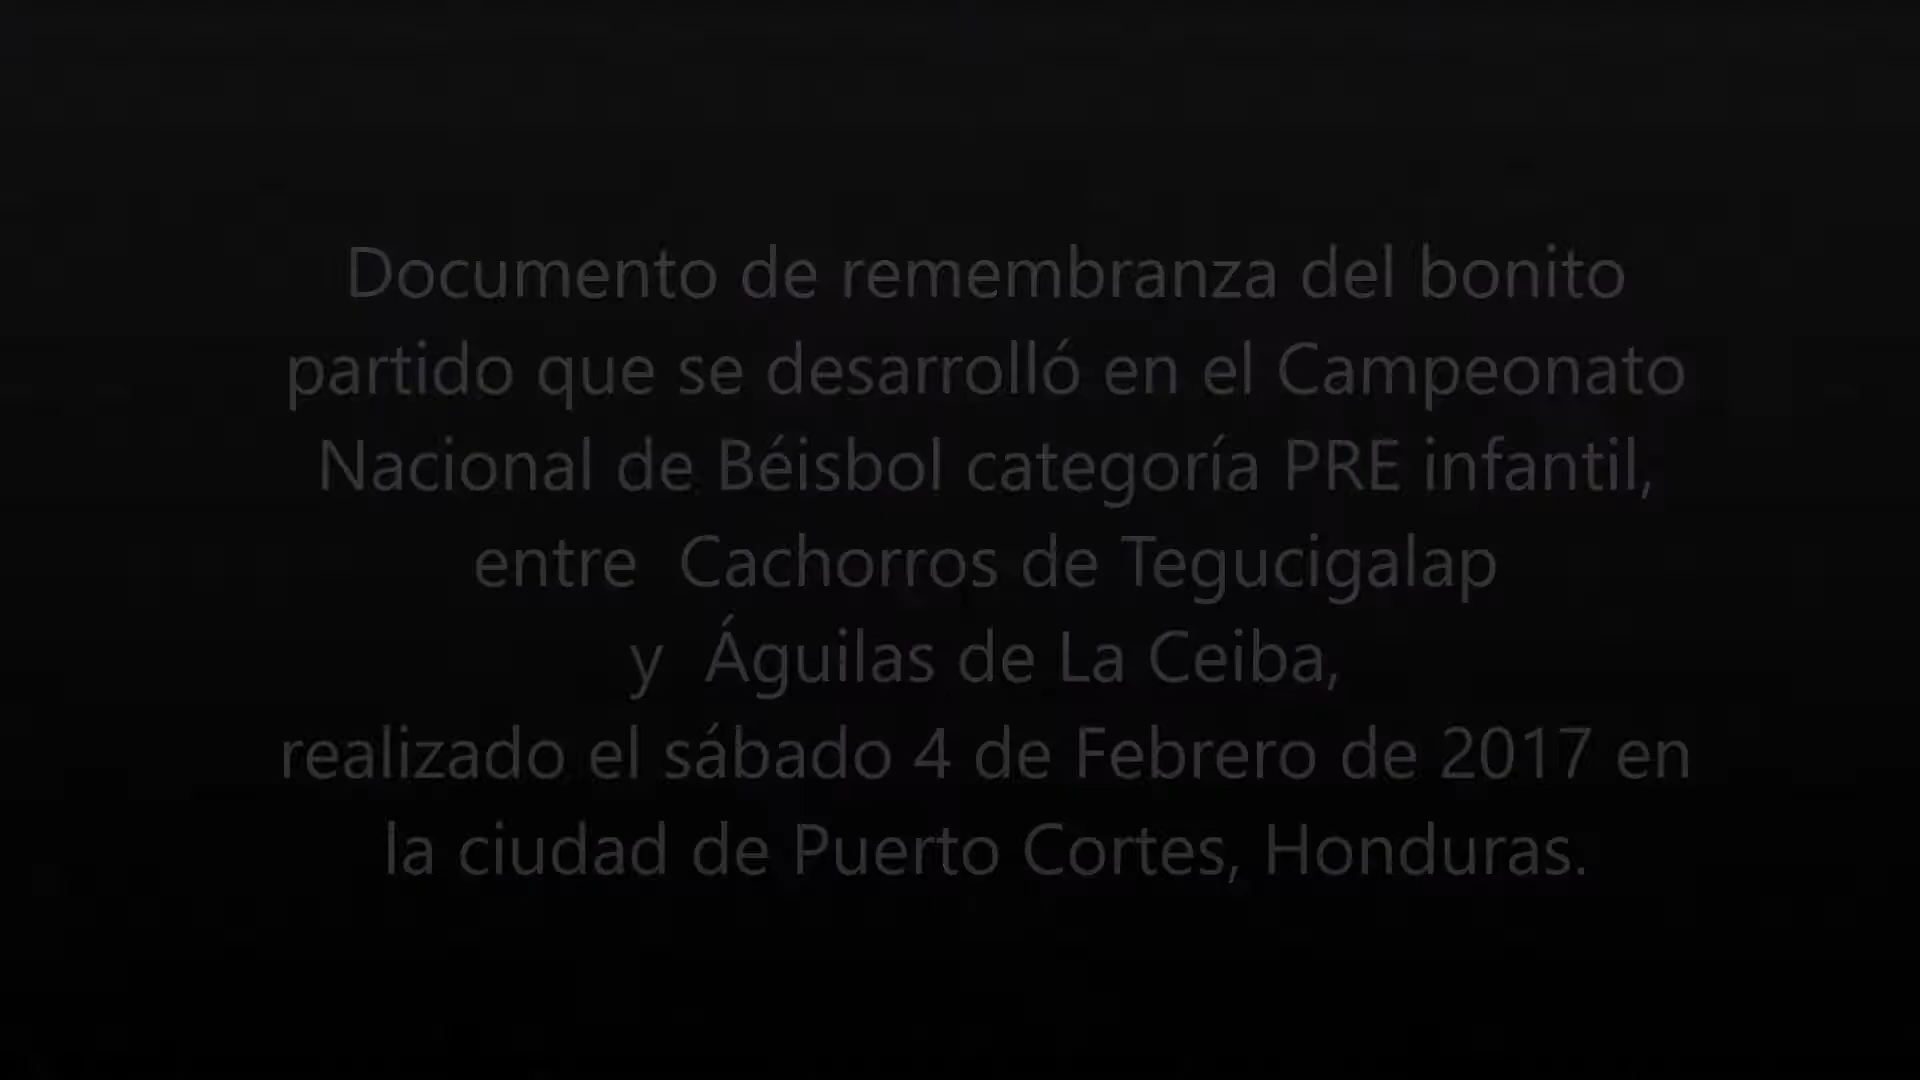 Documento de remembranza del bonito
partido que se desarrolló en el Campeonato
Nacional de Béisbol categoría PRE infantil,
entre  Cachorros de Tegucigalap
y  Águilas de La Ceiba,
realizado el sábado 4 de Febrero de 2017 en
la ciudad de Puerto Cortes, Honduras.